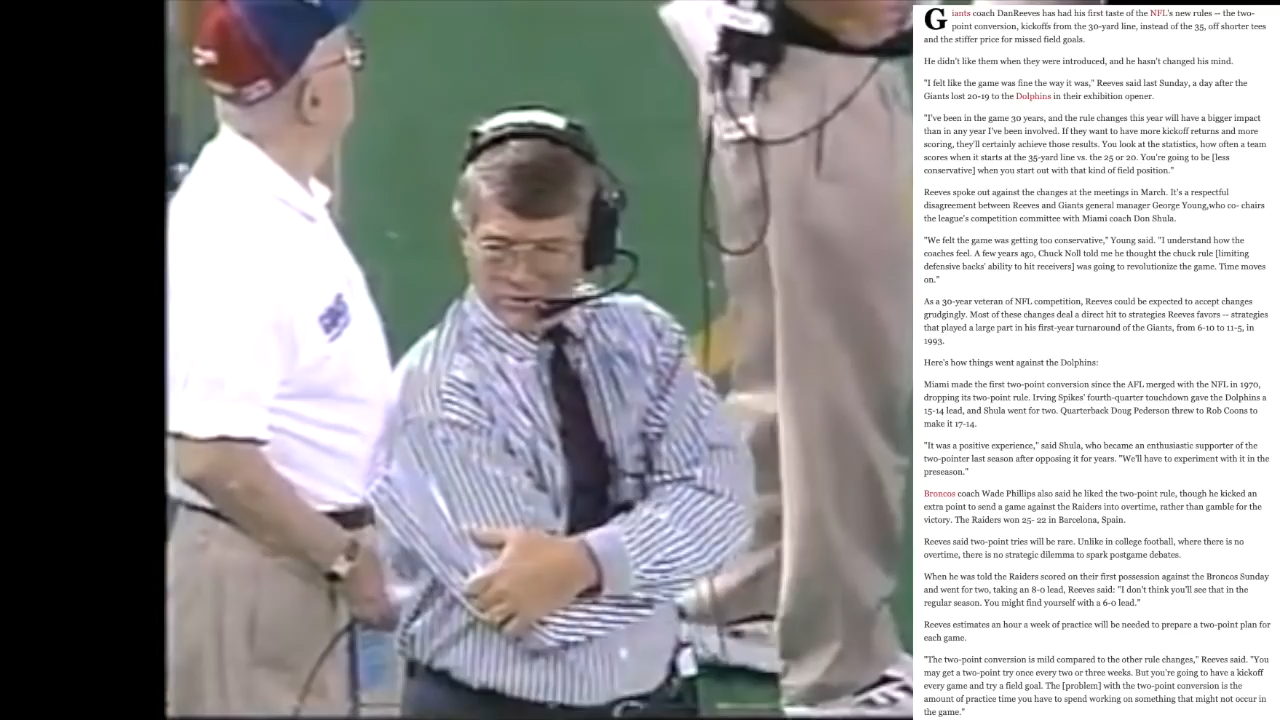 Giants coach DanReeves has had his first taste of the NFL's new rules — the two-
point conversion, kickoffs from the 30-yard line, instead of the 35, off shorter tees
and the stiffer price for missed field goals.
He didn't like them when they were introduced, and he hasn't changed his mind.
"I felt like the game was fine the way it was," Reeves said last Sunday, a day after the
Giants lost 20-19 to the Dolphins in their exhibition opener.
"I've been in the game 30 years, and the rule changes this year will have a bigger impact
than in any year I've been involved. If they want to have more kickoff returns and more
scoring, they'll certainly achieve those results. You look at the statistics, how often a team
scores when it starts at the 35-yard line vs. the 25 or 20. You're going to be [less
conservative] when you start out with that kind of field position."
Reeves spoke out against the changes at the meetings in March. It's a respectful
disagreement between Reeves and Giants general manager George Young,who co- chairs
the league's competition committee with Miami coach Don Shula.
"We felt the game was getting too conservative," Young said. "I understand how the
coaches feel. A few years ago, Chuck Noll told me he thought the chuck rule [limiting
defensive backs' ability to hit receivers] was going to revolutionize the game. Time moves
on."
As a 30-year veteran of NFL competition, Reeves could be expected to accept changes
grudgingly. Most of these changes deal a direct hit to strategies Reeves favors — strategies
that played a large part in his first-year turnaround of the Giants, from 6-10 to 11-5, in
1993.
Here's how things went against the Dolphins:
Miami made the first two-point conversion since the AFL merged with the NFL in 1970,
dropping its two-point rule. Irving Spikes' fourth-quarter touchdown gave the Dolphins a
15-14 lead, and Shula went for two. Quarterback Doug Pederson threw to Rob Coons to
make it 17-14.
"It was a positive experience," said Shula, who became an enthusiastic supporter of the
two-pointer last season after opposing it for years. "We'll have to experiment with it in the
preseason."
Broncos coach Wade Phillips also said he liked the two-point rule, though he kicked an
extra point to send a game against the Raiders into overtime, rather than gamble for the
victory. The Raiders won 25- 22 in Barcelona, Spain.
Reeves said two-point tries will be rare. Unlike in college football, where there is no
overtime, there is no strategic dilemma to spark postgame debates.
When he was told the Raiders scored on their first possession against the Broncos Sunday
and went for two, taking an 8-0 lead, Reeves said: "I don't think you'll see that in the
regular season. You might find yourself with a 6-0 lead."
Reeves estimates an hour a week of practice will be needed to prepare a two-point plan for
each game.
"The two-point conversion is mild compared to the other rule changes," Reeves said. "You
may get a two-point try once every two or three weeks. But you're going to have a kickoff
every game and try a field goal. The [problem] with the two-point conversion is the
amount of practice time you have to spend working on something that might not occur in
the game."